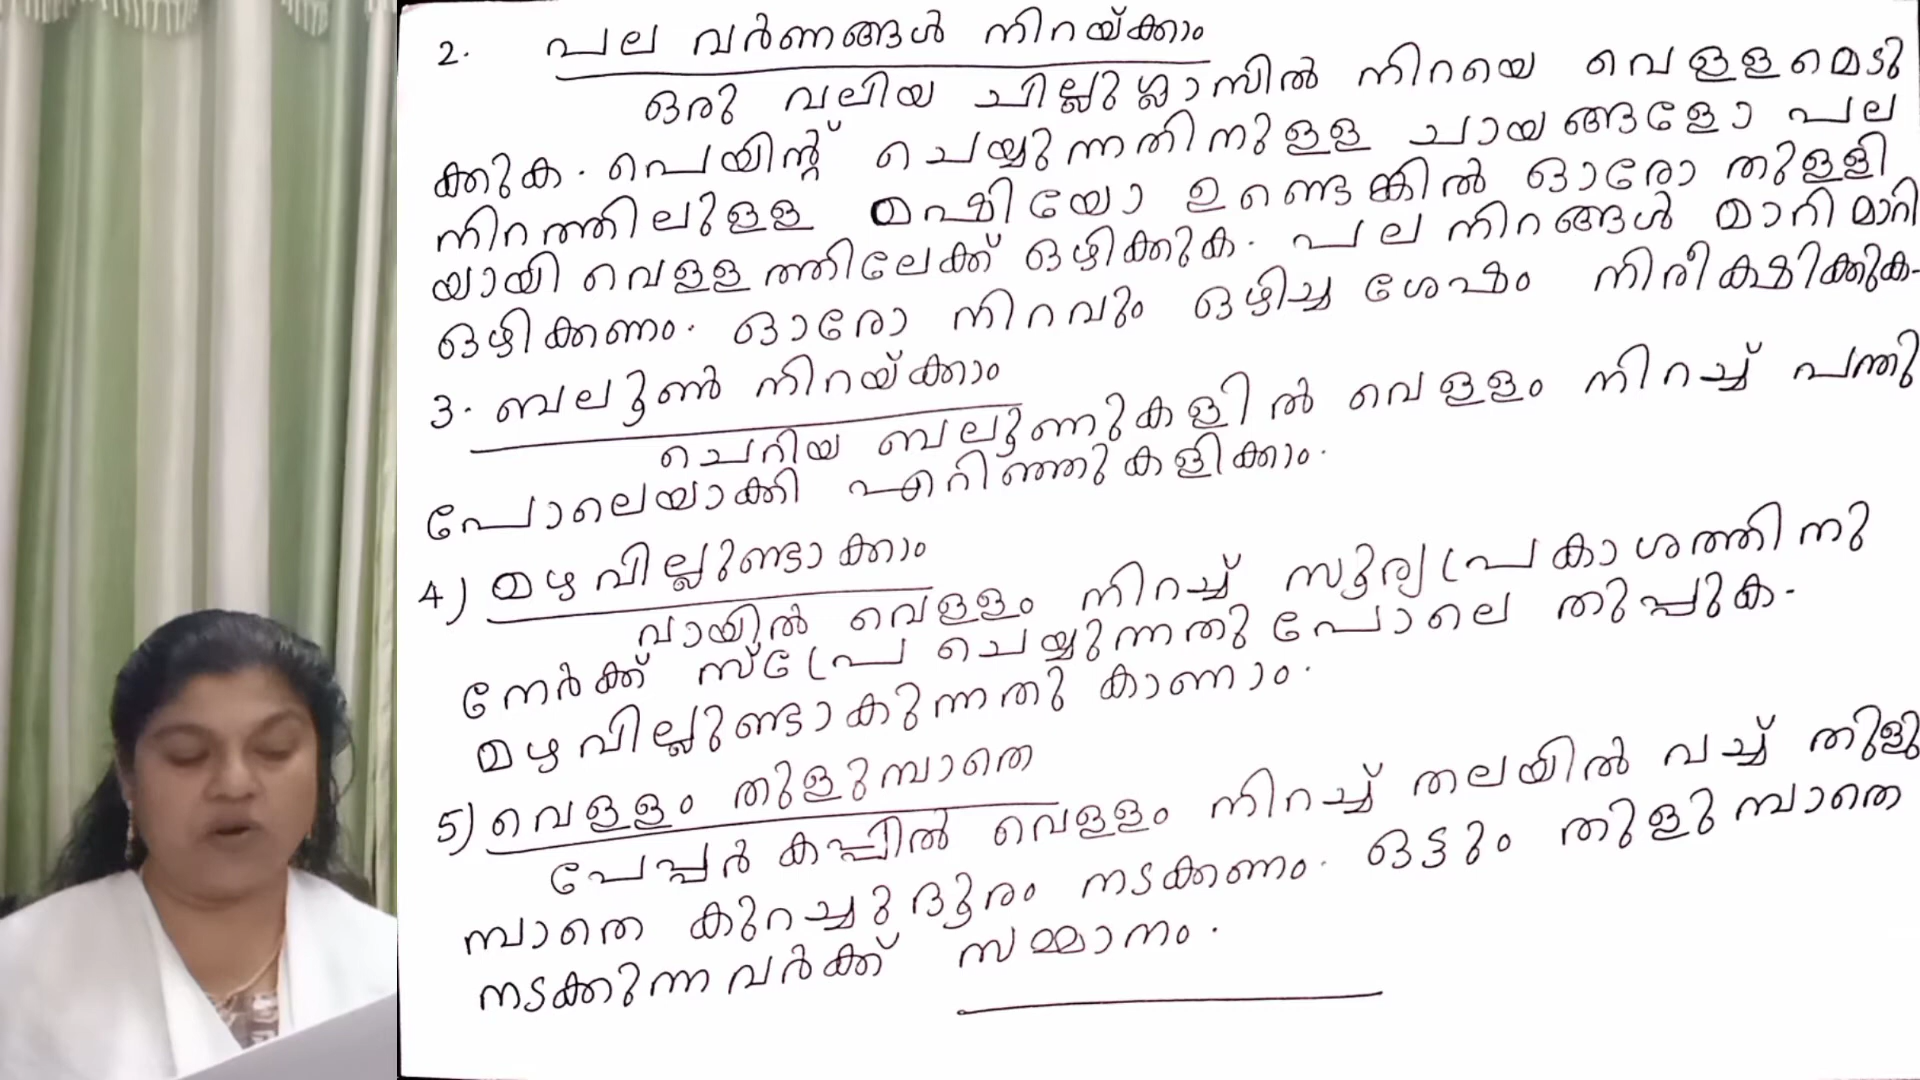 2. പല വർണങ്ങൾ നിറയ്ക്കാം
ഒരു വലിയ ചില്ലുഗ്ലാസിൽ നിറയെ വെള്ളമെടു
ക്കുക. പെയിന്റ് ചെയ്യുന്നതിനുള്ള ചായങ്ങളോ പല
നിറത്തിലുള്ള മഷിയോ ഉണ്ടെങ്കിൽ ഓരോ തുള്ളി
യായി വെള്ളത്തിലേക്ക് ഒഴിക്കുക. പല നിറങ്ങൾ മാറി മാറി
ഒഴിക്കണം. ഓരോ നിറവും ഒഴിച്ച ശേഷം നിരീക്ഷിക്കുക.
3. ബലൂൺ നിറയ്ക്കാം
ചെറിയ ബലൂണുകളിൽ വെള്ളം നിറച്ച് പന്തു
പോലെയാക്കി എറിഞ്ഞു കളിക്കാം.
4) മഴവില്ലുണ്ടാക്കാം
വായിൽ വെള്ളം നിറച്ച് സൂര്യപ്രകാശത്തിനു
നേർക്ക് സ്പ്രേ ചെയ്യുന്നതു പോലെ തുപ്പുക.
മഴവില്ലുണ്ടാകുന്നതു കാണാം.
5) വെള്ളം തുളുമ്പാതെ
പേപ്പർ കപ്പിൽ വെള്ളം നിറച്ച് തലയിൽ വച്ച് തുളു
മ്പാതെ കുറച്ചു ദൂരം നടക്കണം. ഒട്ടും തുളുമ്പാതെ
നടക്കുന്നവർക്ക് സമ്മാനം.